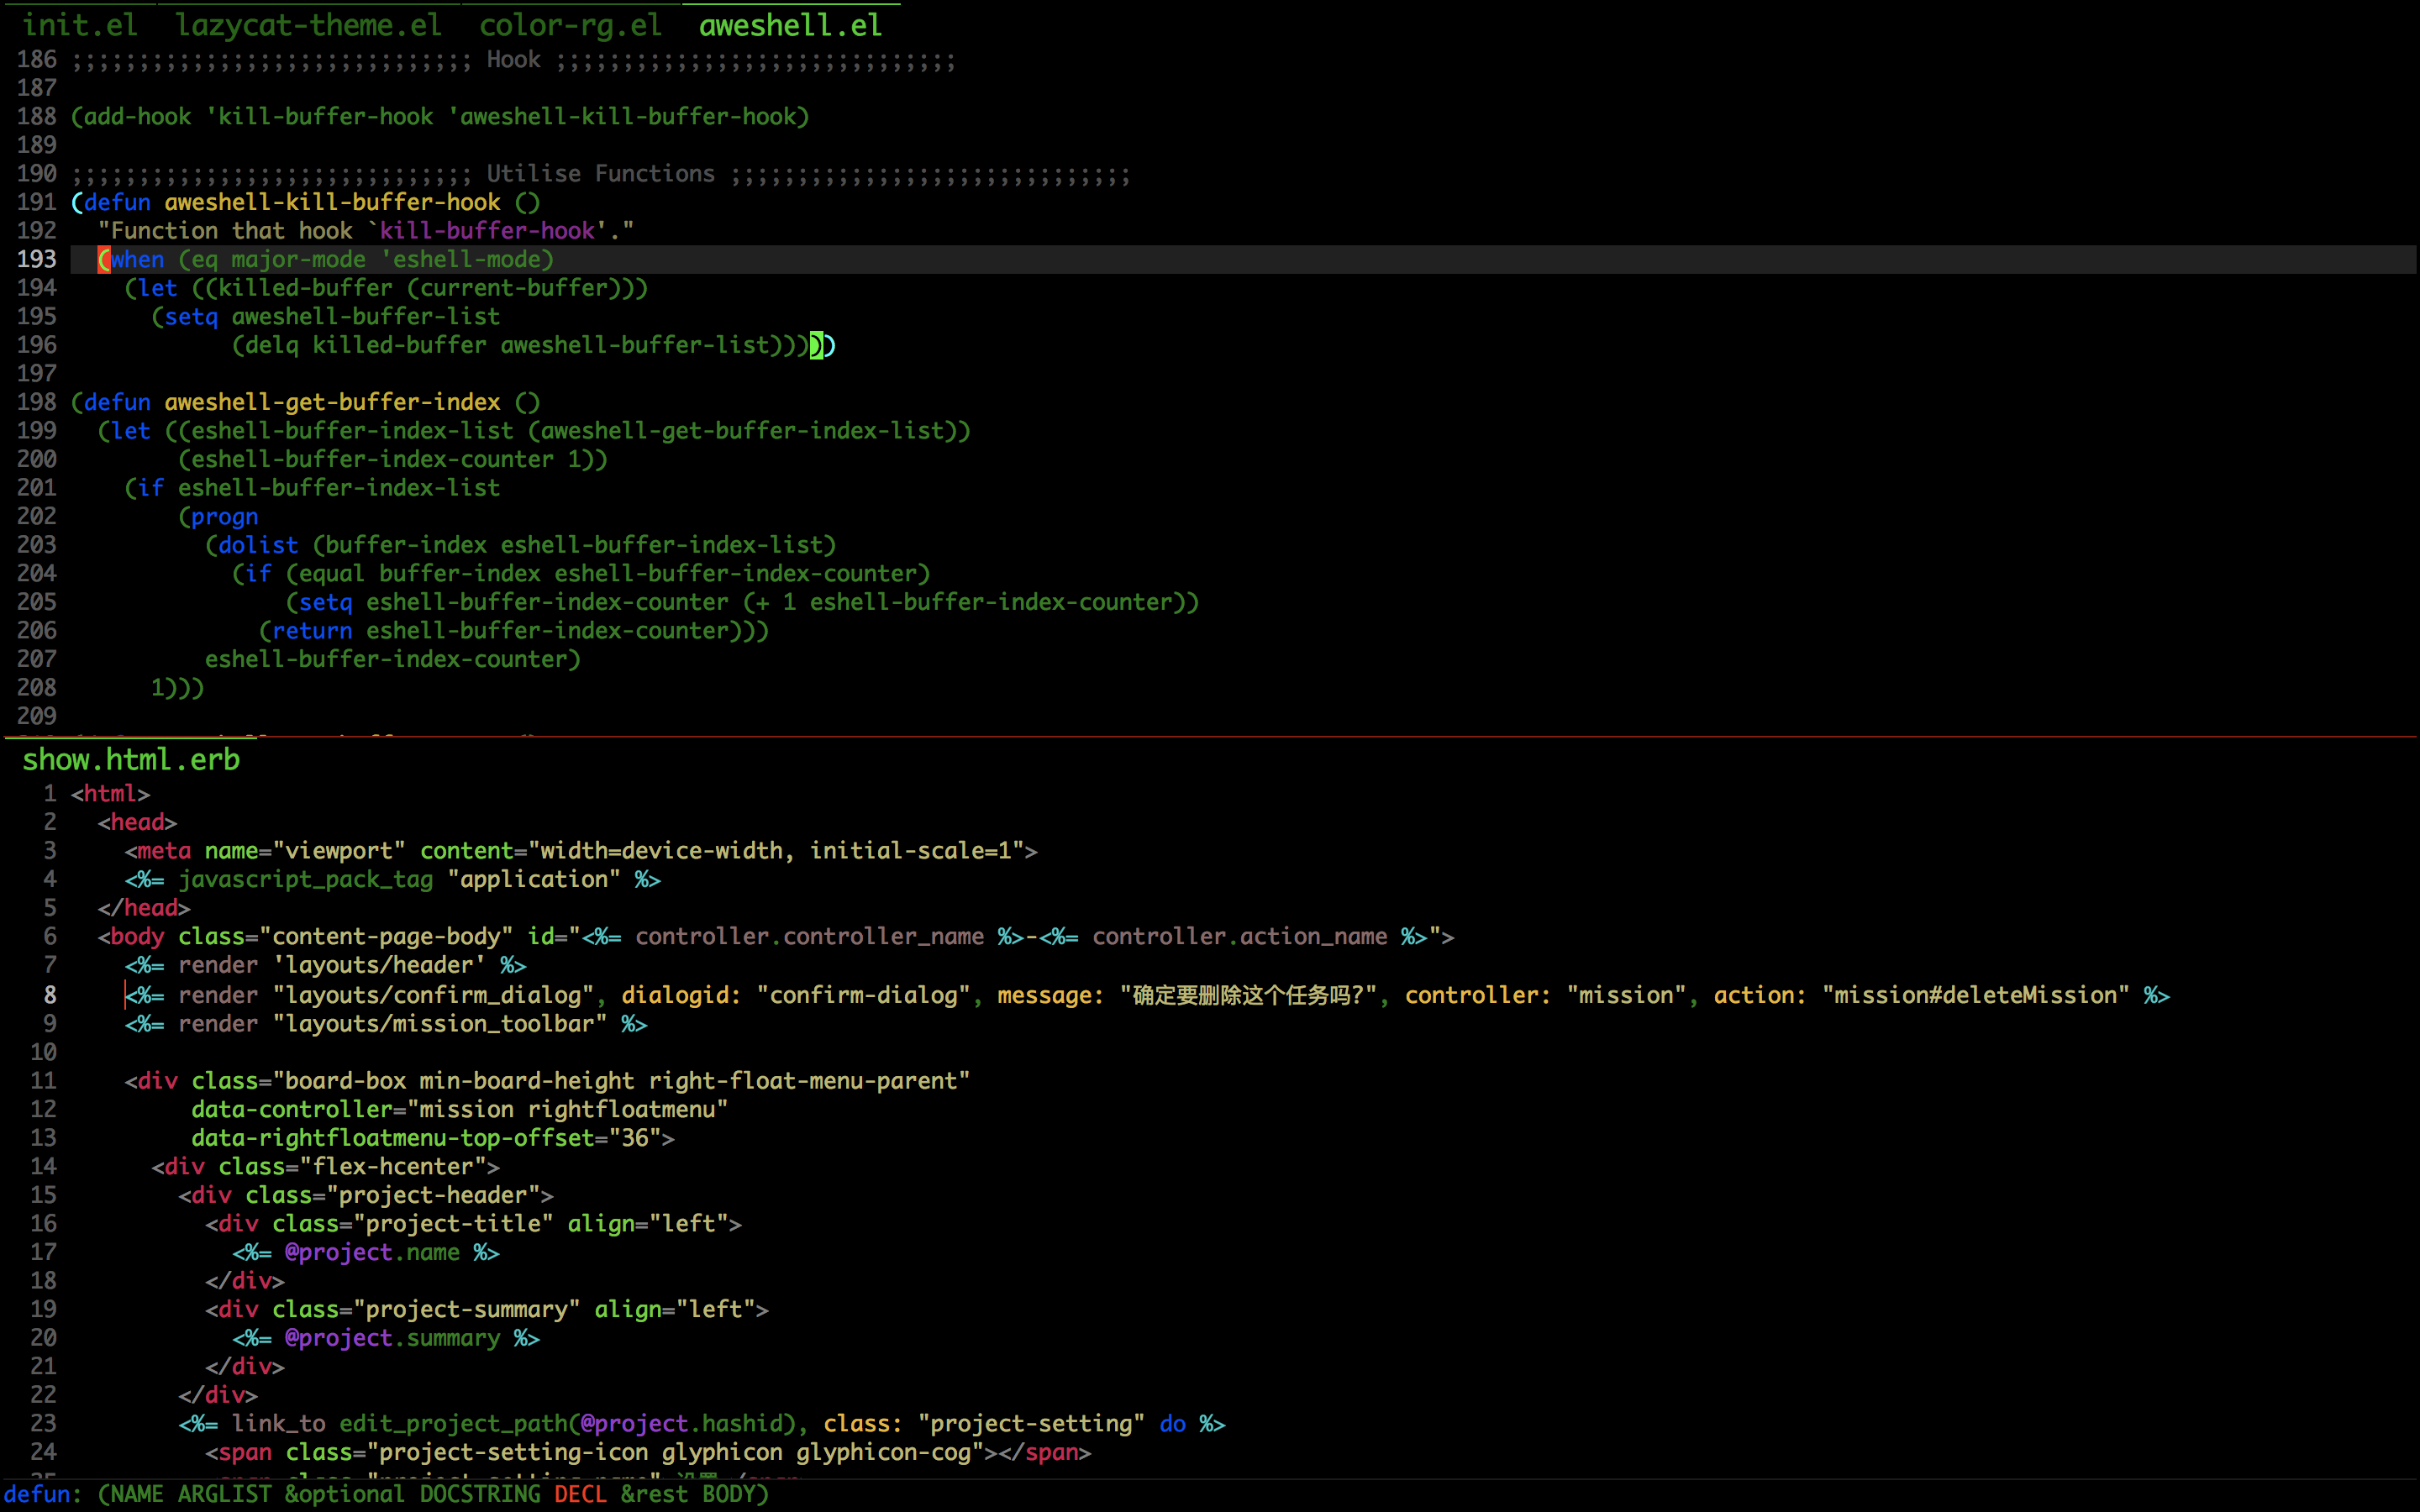 init.el lazycat-theme.el color-rg.el aweshell.el
186 ;;;;;;;;;;;;;;;;;;;;;;;;;;;;;; Hook ;;;;;;;;;;;;;;;;;;;;;;;;;;;;;;
187
188 (add-hook 'kill-buffer-hook 'aweshell-kill-buffer-hook)
189
190 ;;;;;;;;;;;;;;;;;;;;;;;;;;;;;; Utilise Functions ;;;;;;;;;;;;;;;;;;;;;;;;;;;;;;
191 (defun aweshell-kill-buffer-hook ()
192   "Function that hook `kill-buffer-hook'."
193   (when (eq major-mode 'eshell-mode)
194     (let ((killed-buffer (current-buffer)))
195       (setq aweshell-buffer-list
196             (delq killed-buffer aweshell-buffer-list)))))
197
198 (defun aweshell-get-buffer-index ()
199   (let ((eshell-buffer-index-list (aweshell-get-buffer-index-list))
200         (eshell-buffer-index-counter 1))
201     (if eshell-buffer-index-list
202         (progn
203           (dolist (buffer-index eshell-buffer-index-list)
204             (if (equal buffer-index eshell-buffer-index-counter)
205                 (setq eshell-buffer-index-counter (+ 1 eshell-buffer-index-counter))
206               (return eshell-buffer-index-counter)))
207           eshell-buffer-index-counter)
208       1)))
209
show.html.erb
1 <html>
2   <head>
3     <meta name="viewport" content="width=device-width, initial-scale=1">
4     <%= javascript_pack_tag "application" %>
5   </head>
6   <body class="content-page-body" id="<%= controller.controller_name %>-<%= controller.action_name %>">
7     <%= render 'layouts/header' %>
8     <%= render "layouts/confirm_dialog", dialogid: "confirm-dialog", message: "确定要删除这个任务吗?", controller: "mission", action: "mission#deleteMission" %>
9     <%= render "layouts/mission_toolbar" %>
10
11     <div class="board-box min-board-height right-float-menu-parent"
12          data-controller="mission rightfloatmenu"
13          data-rightfloatmenu-top-offset="36">
14       <div class="flex-hcenter">
15         <div class="project-header">
16           <div class="project-title" align="left">
17             <%= @project.name %>
18           </div>
19           <div class="project-summary" align="left">
20             <%= @project.summary %>
21           </div>
22         </div>
23         <%= link_to edit_project_path(@project.hashid), class: "project-setting" do %>
24           <span class="project-setting-icon glyphicon glyphicon-cog"></span>
defun: (NAME ARGLIST &optional DOCSTRING DECL &rest BODY)